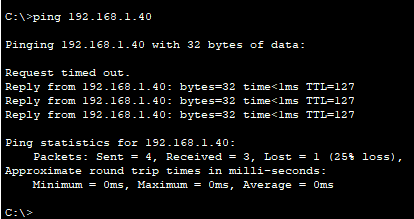 C:\>ping 192.168.1.40
Pinging 192.168.1.40 with 32 bytes of data:
Request timed out.
Reply from 192.168.1.40: bytes=32 time<1ms TTL=127
Reply from 192.168.1.40: bytes=32 time<1ms TTL=127
Reply from 192.168.1.40: bytes=32 time<1ms TTL=127
Ping statistics for 192.168.1.40:
    Packets: Sent = 4, Received = 3, Lost = 1 (25% loss),
Approximate round trip times in milli-seconds:
    Minimum = 0ms, Maximum = 0ms, Average = 0ms
C:\>